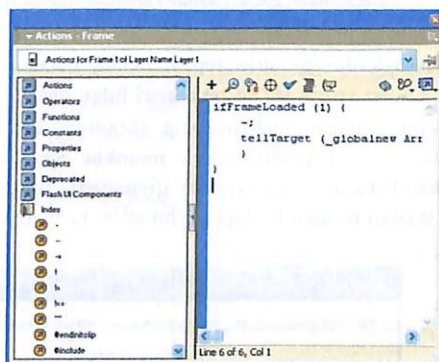 Actions - Frame
Actions for Frame 1 of Layer Name Layer 1
Actions
Operators
Functions
Constants
Properties
Objects
Deprecated
Flash UI Components
Index
#endinitclip
#include
ifFrameLoaded (1) {
-;
tellTarget (_globalnew Arr
}
}
Line 6 of 6, Col 1